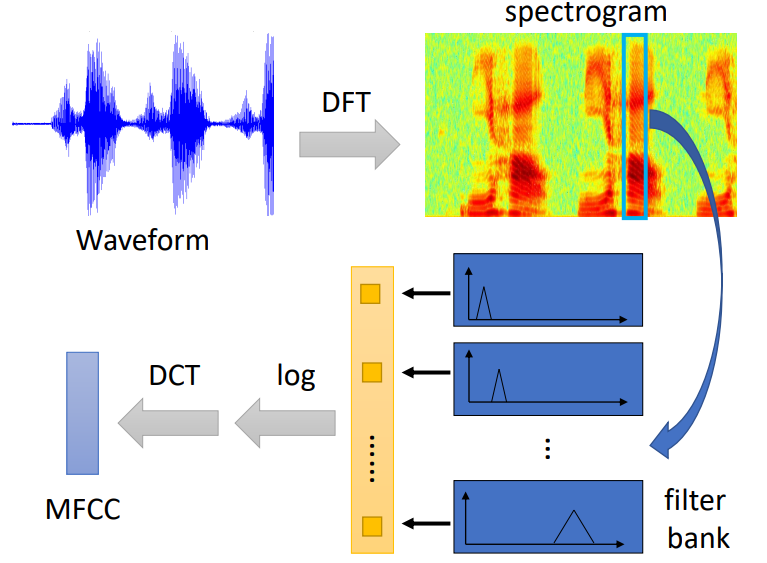 spectrogram
DFT
Waveform
DCT
log
⋮
......
MFCC
filter
bank